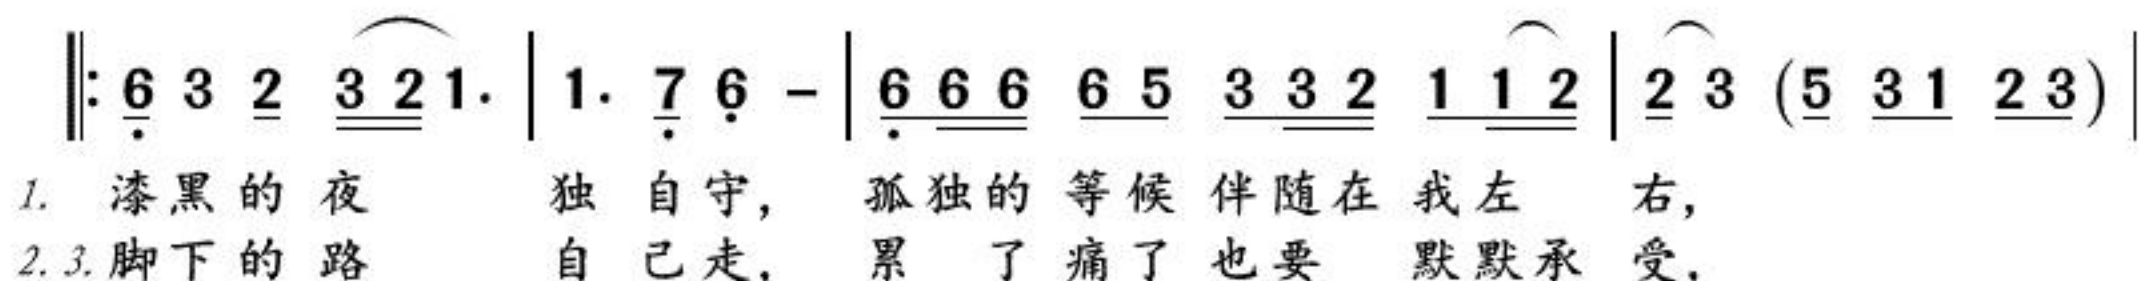 6 3 2 3 2 1. 1. 7 6 - 6 6 6 6 5 3 3 2 1 1 2 2 3 (5 3 1 2 3)
1. 漆黑的夜 独自守, 孤独的等候伴随在我左右,
2. 3. 脚下的路 自己走, 累了痛了也要默默承受,